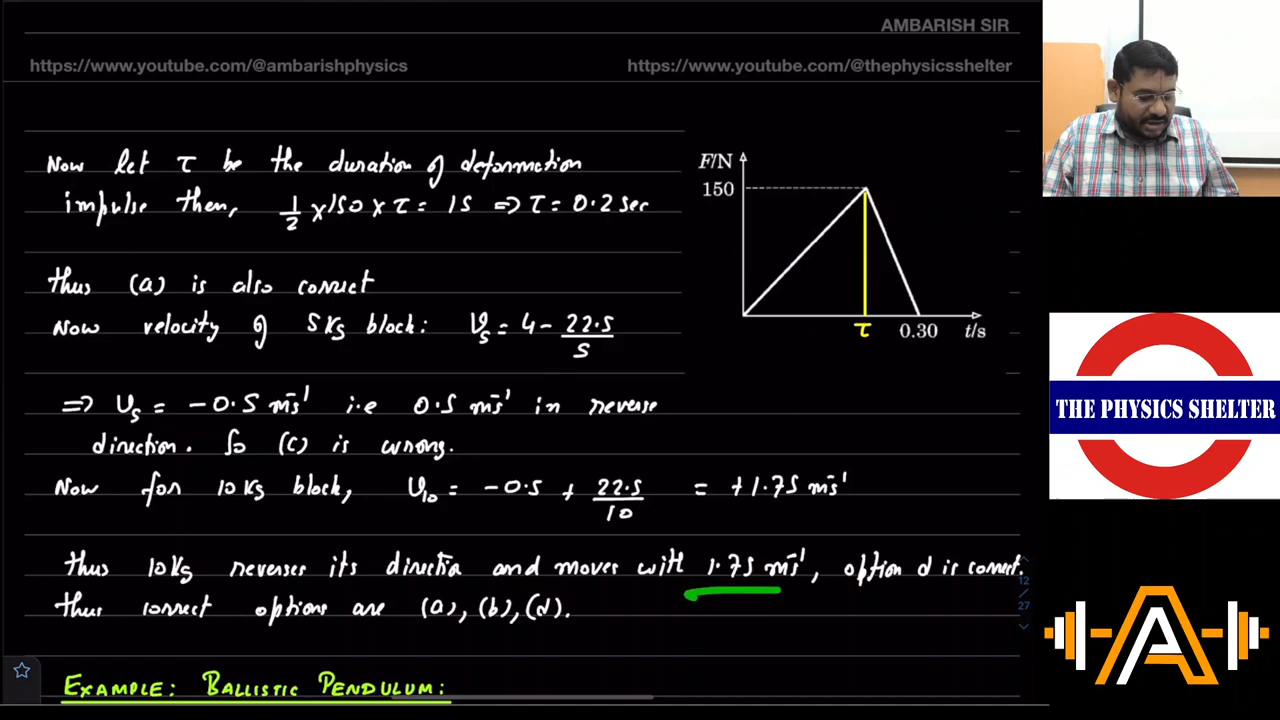 AMBARISH SIR
https://www.youtube.com/@ambarishphysics
https://www.youtube.com/@thephysicsshelter
Now let τ be the duration of deformation
impulse then, 1/2 × 150 × τ = 15 ⇒ τ = 0.2 sec
thus (a) is also correct
Now velocity of 5kg block: v₅ = 4 - 22.5/5
⇒ v₅ = -0.5 ms⁻¹ i.e 0.5 ms⁻¹ in reverse
direction. So (c) is wrong.
Now for 10kg block, v₁₀ = -0.5 + 22.5/10 = +1.75 ms⁻¹
thus 10kg reverses its direction and moves with 1.75 ms⁻¹, option d is correct.
thus correct options are (a), (b), (d).
EXAMPLE: BALLISTIC PENDULUM:
F/N
150
τ
0.30
t/s
12
/
27
THE PHYSICS SHELTER
A